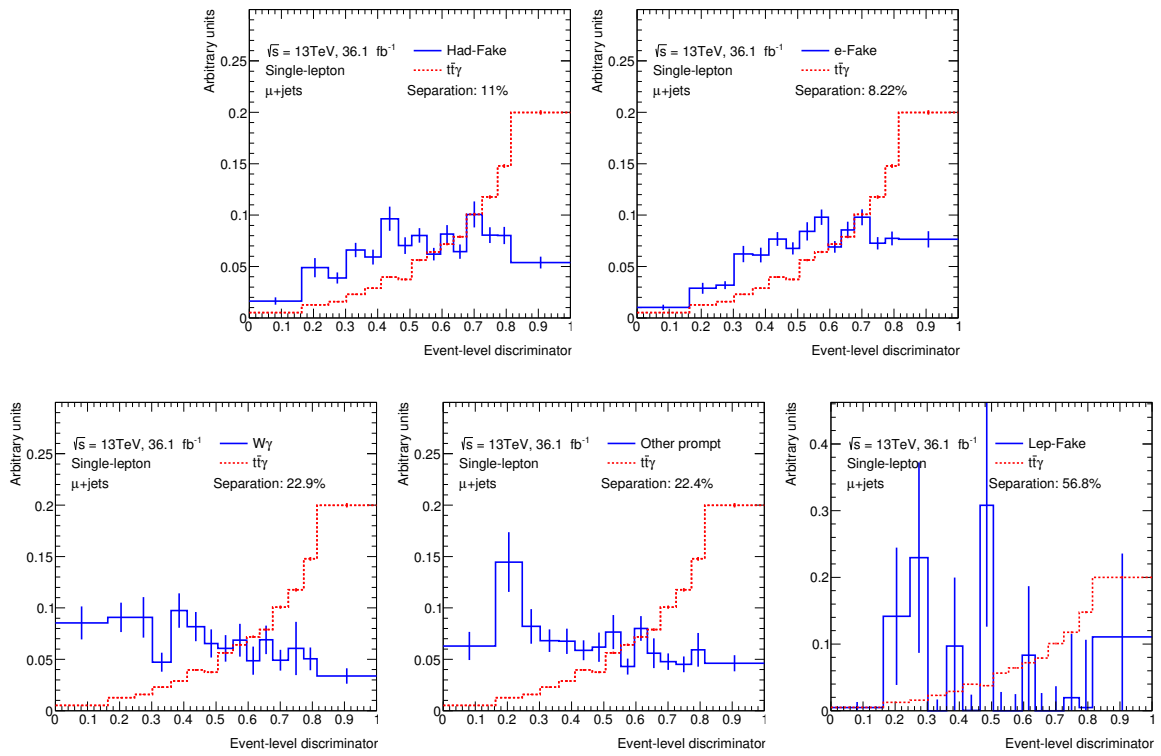 Arbitrary units
√s = 13TeV, 36.1 fb⁻¹
Single-lepton
μ+jets
Had-Fake
tt̄γ
Separation: 11%
0.25
0.2
0.15
0.1
0.05
0
0 0.1 0.2 0.3 0.4 0.5 0.6 0.7 0.8 0.9 1
Event-level discriminator
Arbitrary units
√s = 13TeV, 36.1 fb⁻¹
Single-lepton
μ+jets
e-Fake
tt̄γ
Separation: 8.22%
0.25
0.2
0.15
0.1
0.05
0
0 0.1 0.2 0.3 0.4 0.5 0.6 0.7 0.8 0.9 1
Event-level discriminator
Arbitrary units
√s = 13TeV, 36.1 fb⁻¹
Single-lepton
μ+jets
Wγ
tt̄γ
Separation: 22.9%
0.25
0.2
0.15
0.1
0.05
0
0 0.1 0.2 0.3 0.4 0.5 0.6 0.7 0.8 0.9 1
Event-level discriminator
Arbitrary units
√s = 13TeV, 36.1 fb⁻¹
Single-lepton
μ+jets
Other prompt
tt̄γ
Separation: 22.4%
0.25
0.2
0.15
0.1
0.05
0
0 0.1 0.2 0.3 0.4 0.5 0.6 0.7 0.8 0.9 1
Event-level discriminator
Arbitrary units
√s = 13TeV, 36.1 fb⁻¹
Single-lepton
μ+jets
Lep-Fake
tt̄γ
Separation: 56.8%
0.4
0.3
0.2
0.1
0
0 0.1 0.2 0.3 0.4 0.5 0.6 0.7 0.8 0.9 1
Event-level discriminator